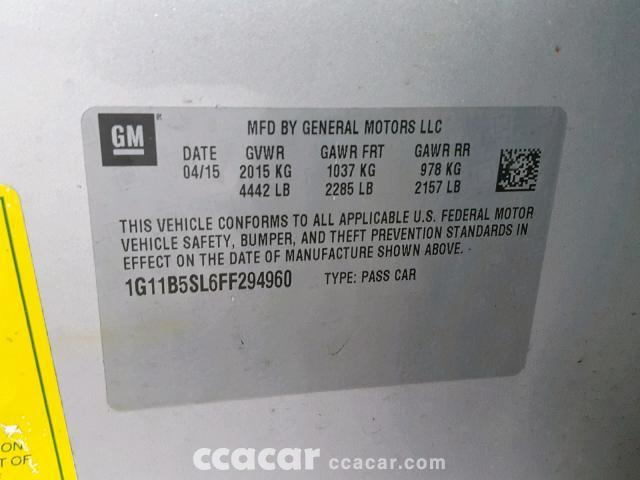 GM ®
MFD BY GENERAL MOTORS LLC
DATE GVWR GAWR FRT GAWR RR
04/15 2015 KG 1037 KG 978 KG
4442 LB 2285 LB 2157 LB
THIS VEHICLE CONFORMS TO ALL APPLICABLE U.S. FEDERAL MOTOR
VEHICLE SAFETY, BUMPER, AND THEFT PREVENTION STANDARDS IN
EFFECT ON THE DATE OF MANUFACTURE SHOWN ABOVE.
1G11B5SL6FF294960 TYPE: PASS CAR
ON
T OF
ccacar ccacar.com